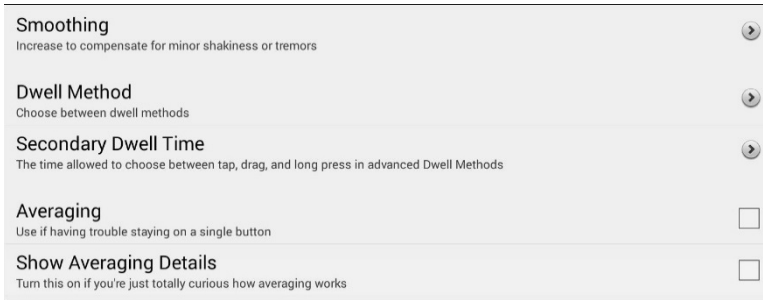 Smoothing
Increase to compensate for minor shakiness or tremors
Dwell Method
Choose between dwell methods
Secondary Dwell Time
The time allowed to choose between tap, drag, and long press in advanced Dwell Methods
Averaging
Use if having trouble staying on a single button
Show Averaging Details
Turn this on if you're just totally curious how averaging works